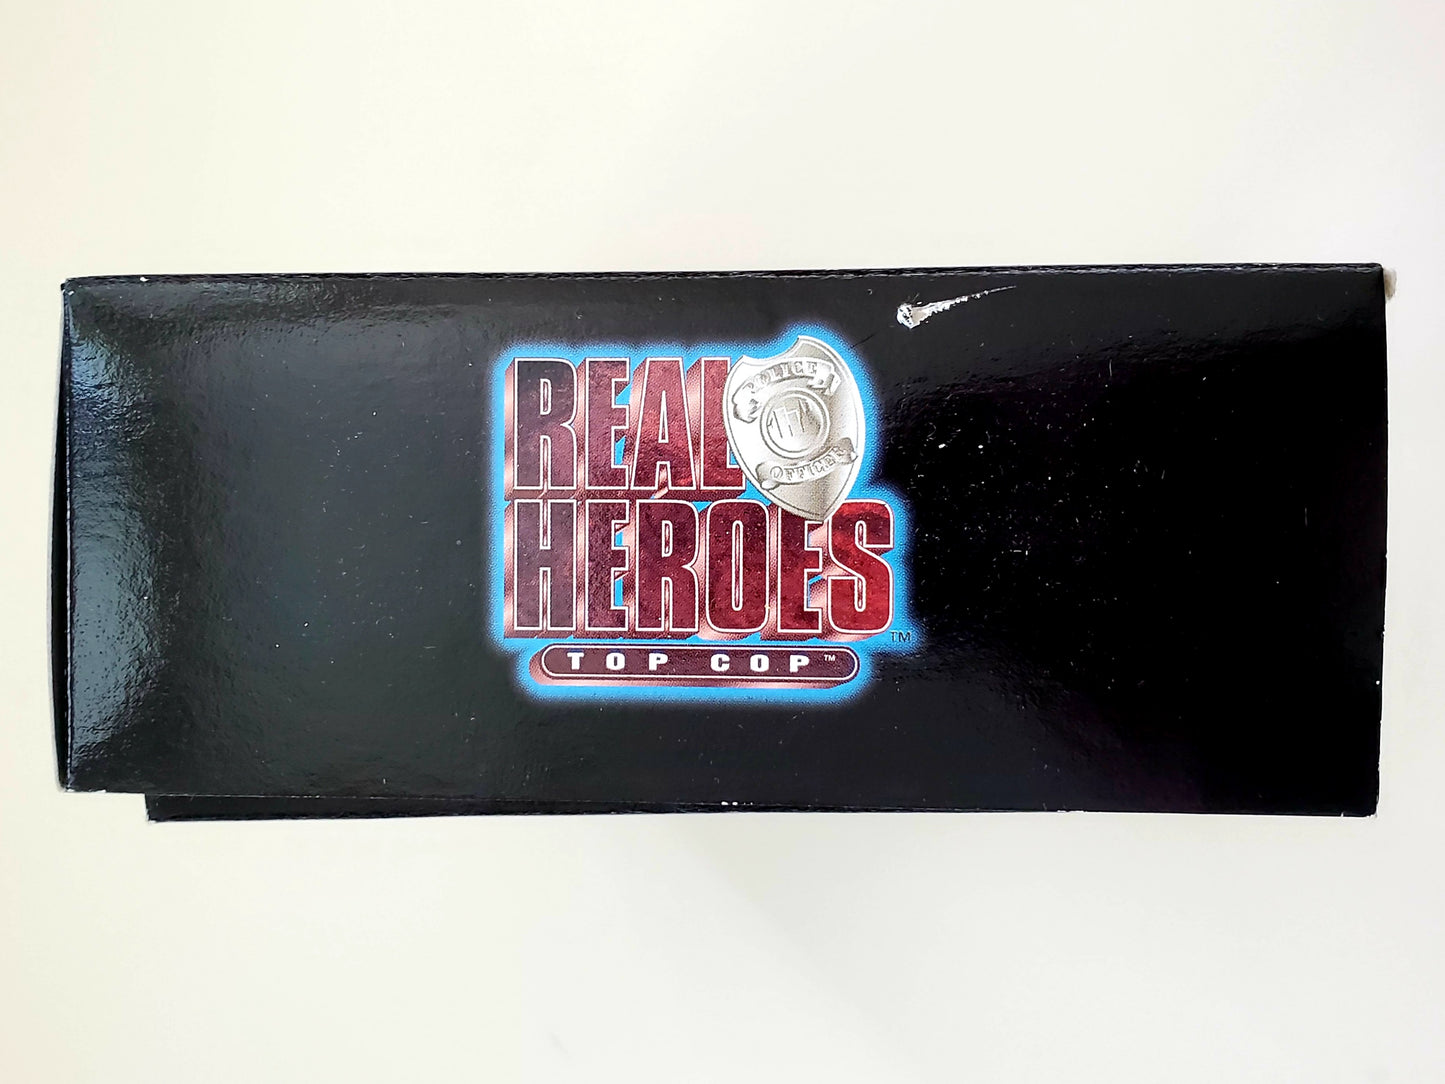 REAL
POLICE
OFFICER
HEROES™
TOP COP™